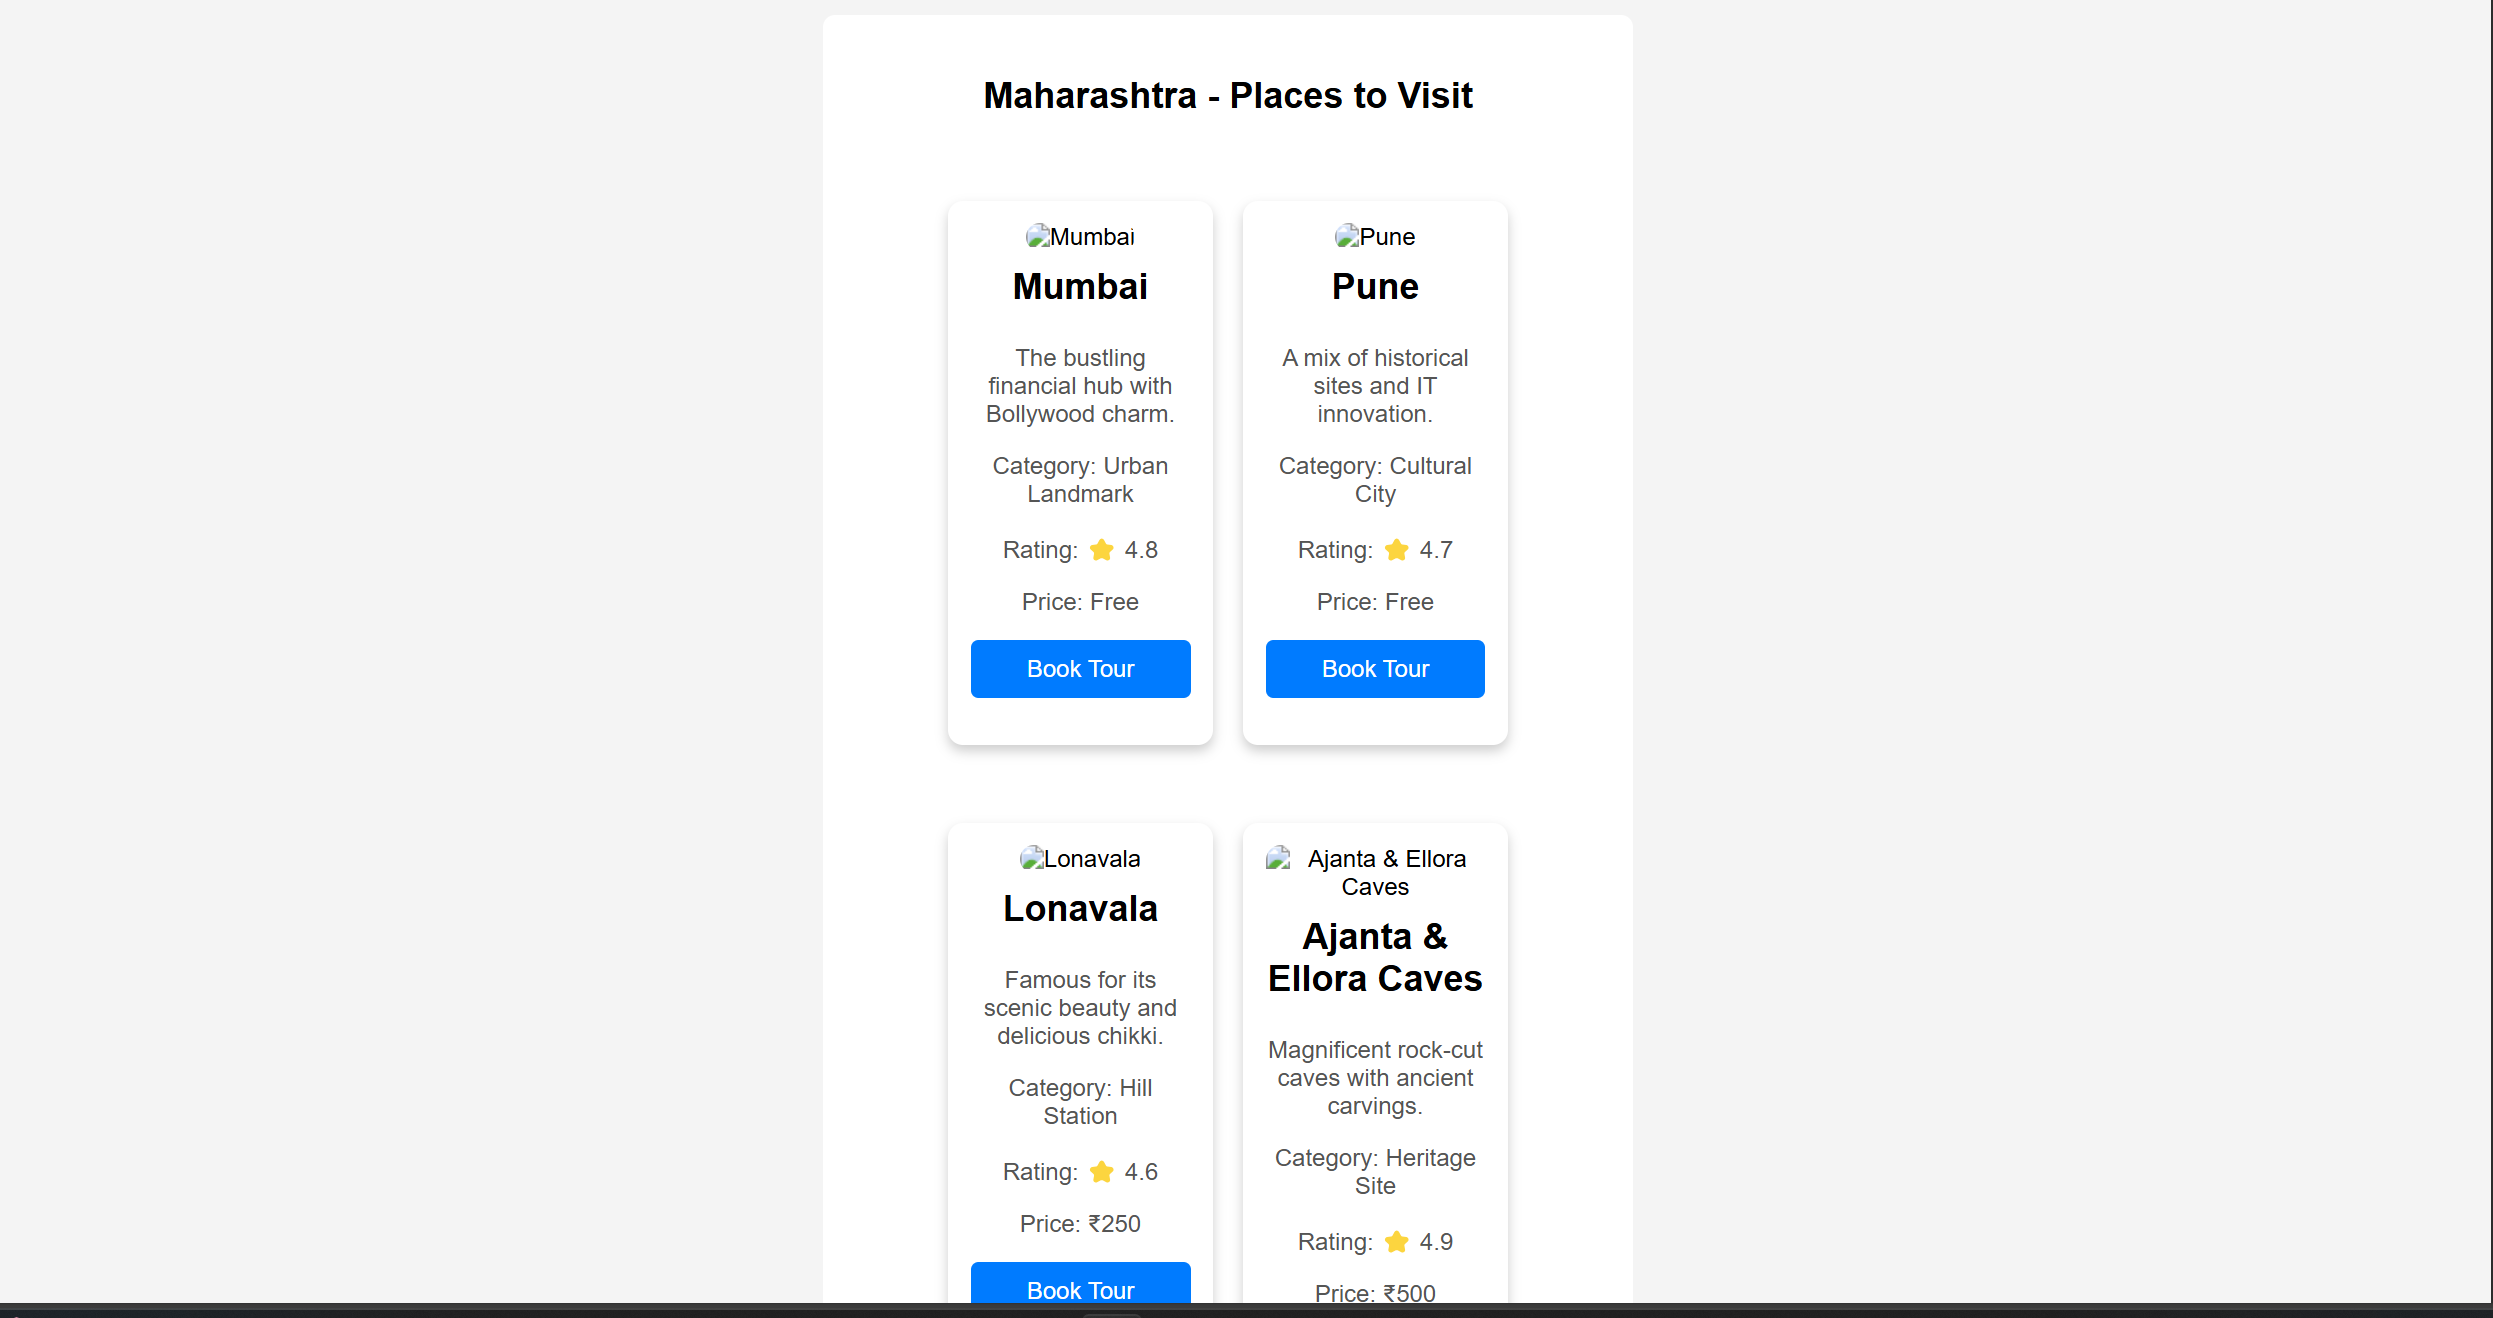 Maharashtra - Places to Visit
Mumbai
Mumbai
The bustling
financial hub with
Bollywood charm.
Category: Urban
Landmark
Rating: ⭐ 4.8
Price: Free
Book Tour
Pune
Pune
A mix of historical
sites and IT
innovation.
Category: Cultural
City
Rating: ⭐ 4.7
Price: Free
Book Tour
Lonavala
Lonavala
Famous for its
scenic beauty and
delicious chikki.
Category: Hill
Station
Rating: ⭐ 4.6
Price: ₹250
Book Tour
Ajanta & Ellora
Caves
Ajanta &
Ellora Caves
Magnificent rock-cut
caves with ancient
carvings.
Category: Heritage
Site
Rating: ⭐ 4.9
Price: ₹500